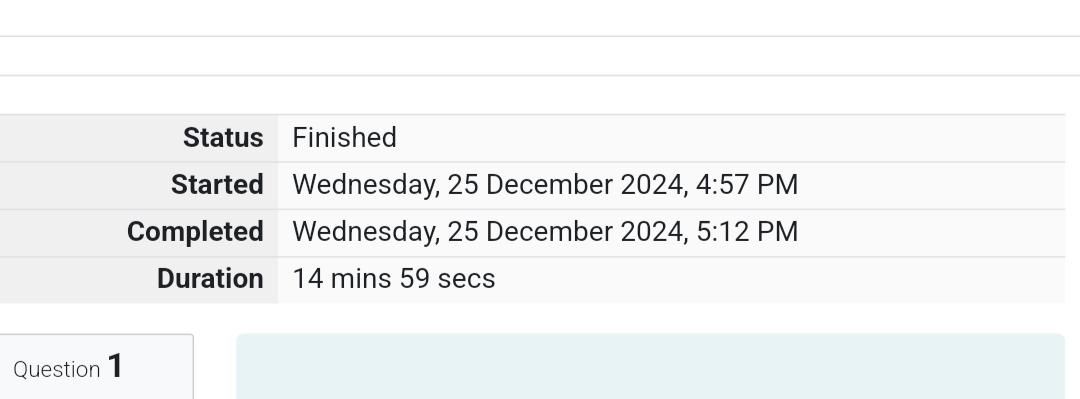 Status Finished
Started Wednesday, 25 December 2024, 4:57 PM
Completed Wednesday, 25 December 2024, 5:12 PM
Duration 14 mins 59 secs
Question 1